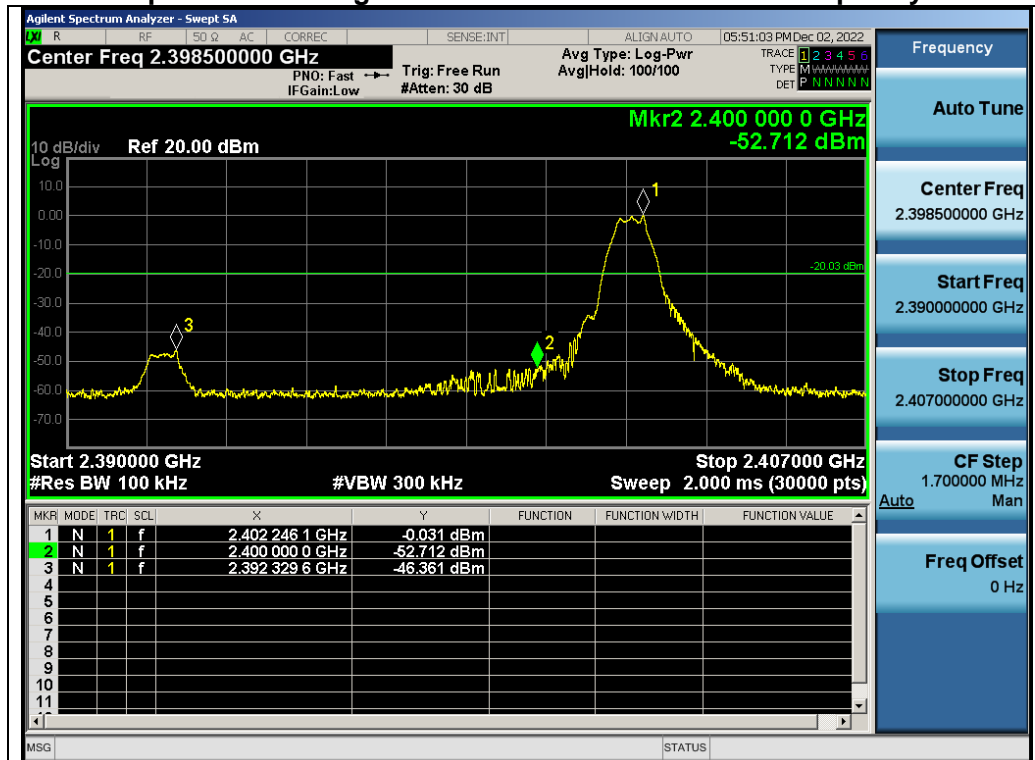 Agilent Spectrum Analyzer - Swept SA
LXI R RF 50 Ω AC CORREC SENSE:INT ALIGN AUTO 05:51:03 PM Dec 02, 2022
Center Freq 2.398500000 GHz
PNO: Fast
IFGain:Low
Trig: Free Run
#Atten: 30 dB
Avg Type: Log-Pwr
Avg|Hold: 100/100
TRACE 1 2 3 4 5 6
TYPE M
DET P N N N N N
Mkr2 2.400 000 0 GHz
-52.712 dBm
10 dB/div Ref 20.00 dBm
Log
10.0
0.00
-10.0
-20.0
-30.0
-40.0
-50.0
-60.0
-70.0
1
-20.03 dBm
3
2
Start 2.390000 GHz Stop 2.407000 GHz
#Res BW 100 kHz #VBW 300 kHz Sweep 2.000 ms (30000 pts)
MKR MODE TRC SCL X Y FUNCTION FUNCTION WIDTH FUNCTION VALUE
1 N 1 f 2.402 246 1 GHz -0.031 dBm
2 N 1 f 2.400 000 0 GHz -52.712 dBm
3 N 1 f 2.392 329 6 GHz -46.361 dBm
4
5
6
7
8
9
10
11
MSG STATUS
Frequency
Auto Tune
Center Freq
2.398500000 GHz
Start Freq
2.390000000 GHz
Stop Freq
2.407000000 GHz
CF Step
1.700000 MHz
Auto Man
Freq Offset
0 Hz